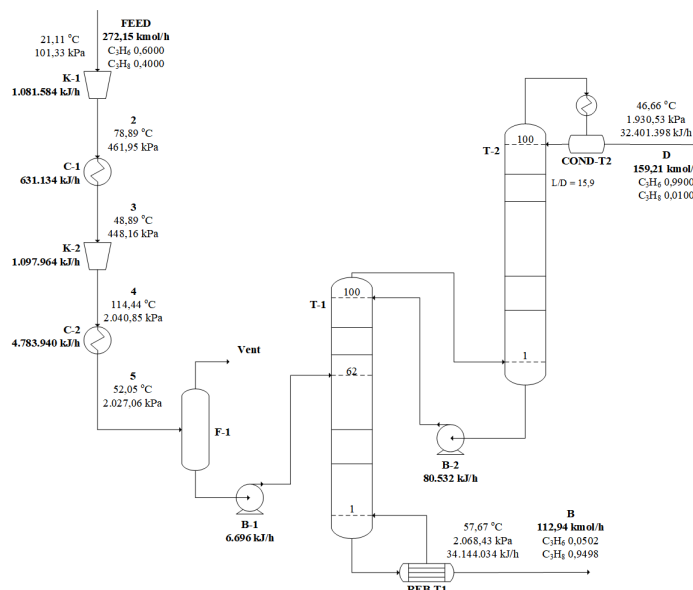 FEED
272,15 kmol/h
C3H6 0,6000
C3H8 0,4000
21,11 °C
101,33 kPa
K-1
1.081.584 kJ/h
2
78,89 °C
461,95 kPa
C-1
631.134 kJ/h
3
48,89 °C
448,16 kPa
K-2
1.097.964 kJ/h
4
114,44 °C
2.040,85 kPa
C-2
4.783.940 kJ/h
5
52,05 °C
2.027,06 kPa
Vent
F-1
B-1
6.696 kJ/h
T-1
100
62
1
B-2
80.532 kJ/h
T-2
100
1
L/D = 15,9
COND-T2
46,66 °C
1.930,53 kPa
32.401.398 kJ/h
D
159,21 kmol/
C3H6 0,9900
C3H8 0,0100
57,67 °C
2.068,43 kPa
34.144.034 kJ/h
B
112,94 kmol/h
C3H6 0,0502
C3H8 0,9498
REB-T1